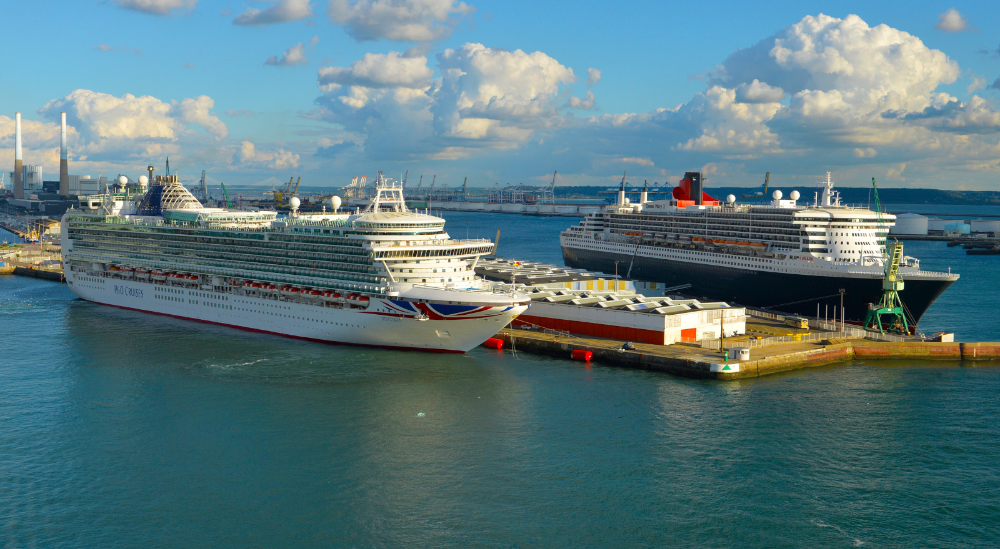 P&O CRUISES
VENTURA
Queen Mary 2
CUNARD